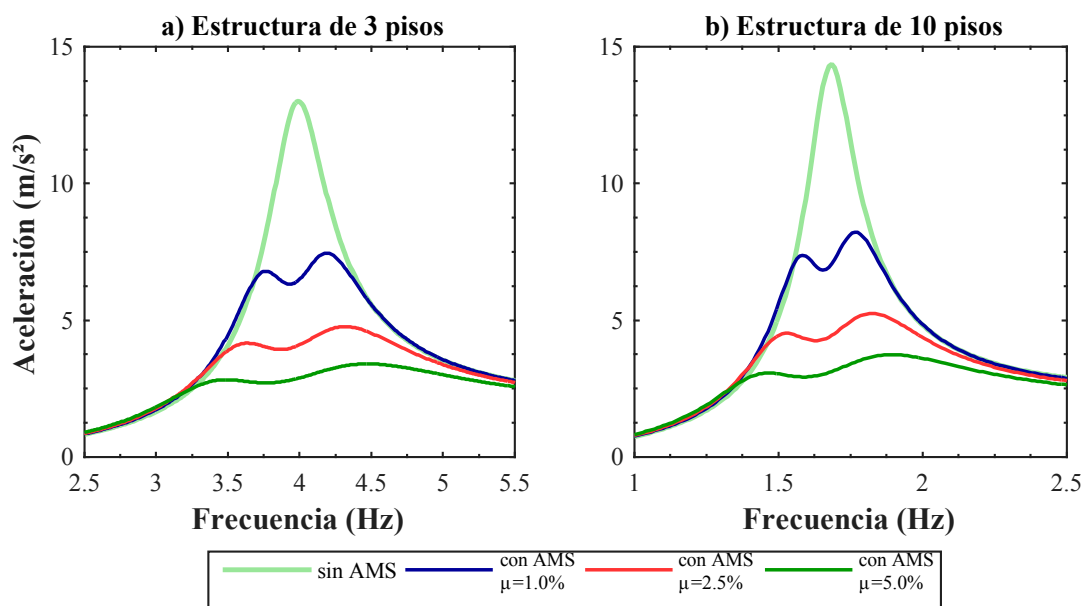 a) Estructura de 3 pisos
b) Estructura de 10 pisos
Aceleración (m/s²)
15
10
5
0
2.5
3
3.5
4
4.5
5
5.5
Frecuencia (Hz)
15
10
5
0
1
1.5
2
2.5
Frecuencia (Hz)
sin AMS
con AMS
μ=1.0%
con AMS
μ=2.5%
con AMS
μ=5.0%